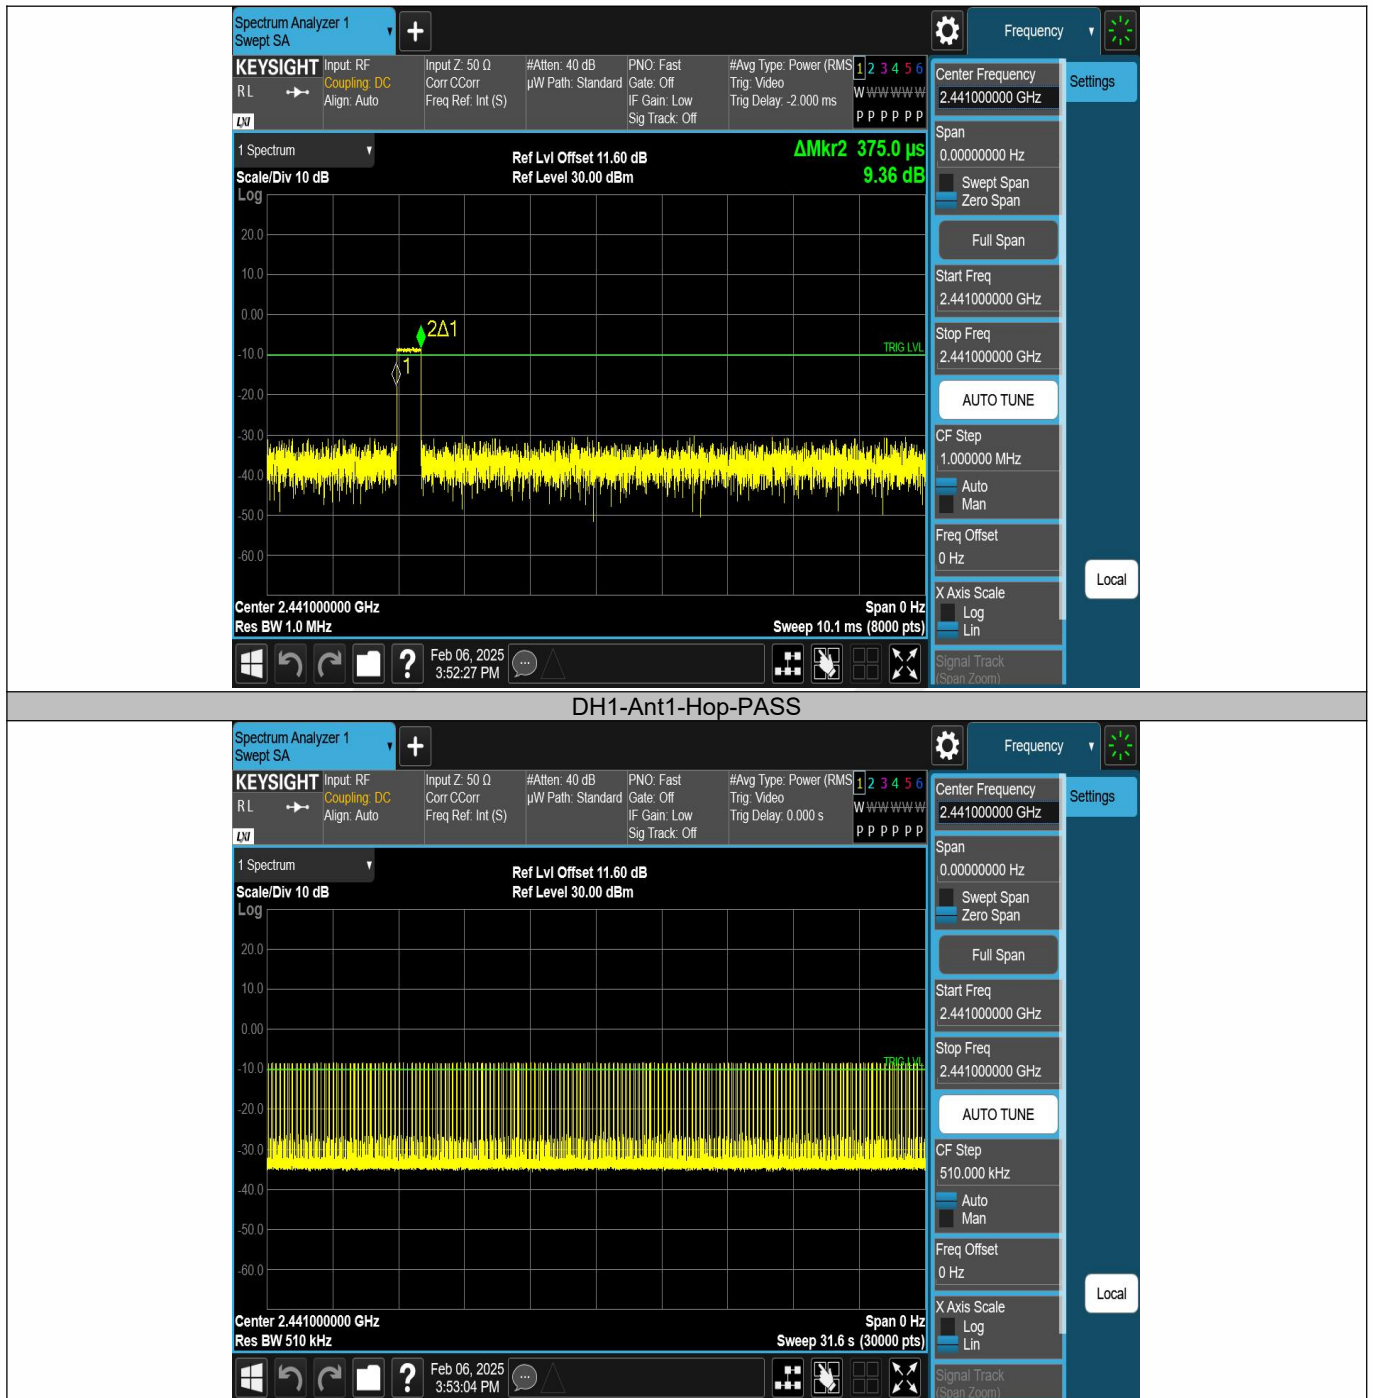 Spectrum Analyzer 1
Swept SA
Frequency
KEYSIGHT
RL
LXI
Input: RF
Coupling: DC
Align: Auto
Input Z: 50 Ω
Corr CCorr
Freq Ref: Int (S)
#Atten: 40 dB
µW Path: Standard
PNO: Fast
Gate: Off
IF Gain: Low
Sig Track: Off
#Avg Type: Power (RMS
Trig: Video
Trig Delay: -2.000 ms
1 2 3 4 5 6
W W W W W W
P P P P P P
Center Frequency
2.441000000 GHz
Settings
1 Spectrum
Scale/Div 10 dB
Log
Ref Lvl Offset 11.60 dB
Ref Level 30.00 dBm
ΔMkr2 375.0 µs
9.36 dB
20.0
10.0
0.00
-10.0
-20.0
-30.0
-40.0
-50.0
-60.0
2Δ1
1
TRIG LVL
Center 2.441000000 GHz
Res BW 1.0 MHz
Span 0 Hz
Sweep 10.1 ms (8000 pts)
Span
0.00000000 Hz
Swept Span
Zero Span
Full Span
Start Freq
2.441000000 GHz
Stop Freq
2.441000000 GHz
AUTO TUNE
CF Step
1.000000 MHz
Auto
Man
Freq Offset
0 Hz
X Axis Scale
Log
Lin
Signal Track
(Span Zoom)
Local
?
Feb 06, 2025
3:52:27 PM
DH1-Ant1-Hop-PASS
Spectrum Analyzer 1
Swept SA
Frequency
KEYSIGHT
RL
LXI
Input: RF
Coupling: DC
Align: Auto
Input Z: 50 Ω
Corr CCorr
Freq Ref: Int (S)
#Atten: 40 dB
µW Path: Standard
PNO: Fast
Gate: Off
IF Gain: Low
Sig Track: Off
#Avg Type: Power (RMS
Trig: Video
Trig Delay: 0.000 s
1 2 3 4 5 6
W W W W W W
P P P P P P
Center Frequency
2.441000000 GHz
Settings
1 Spectrum
Scale/Div 10 dB
Log
Ref Lvl Offset 11.60 dB
Ref Level 30.00 dBm
20.0
10.0
0.00
-10.0
-20.0
-30.0
-40.0
-50.0
-60.0
TRIG LVL
Center 2.441000000 GHz
Res BW 510 kHz
Span 0 Hz
Sweep 31.6 s (30000 pts)
Span
0.00000000 Hz
Swept Span
Zero Span
Full Span
Start Freq
2.441000000 GHz
Stop Freq
2.441000000 GHz
AUTO TUNE
CF Step
510.000 kHz
Auto
Man
Freq Offset
0 Hz
X Axis Scale
Log
Lin
Signal Track
(Span Zoom)
Local
?
Feb 06, 2025
3:53:04 PM